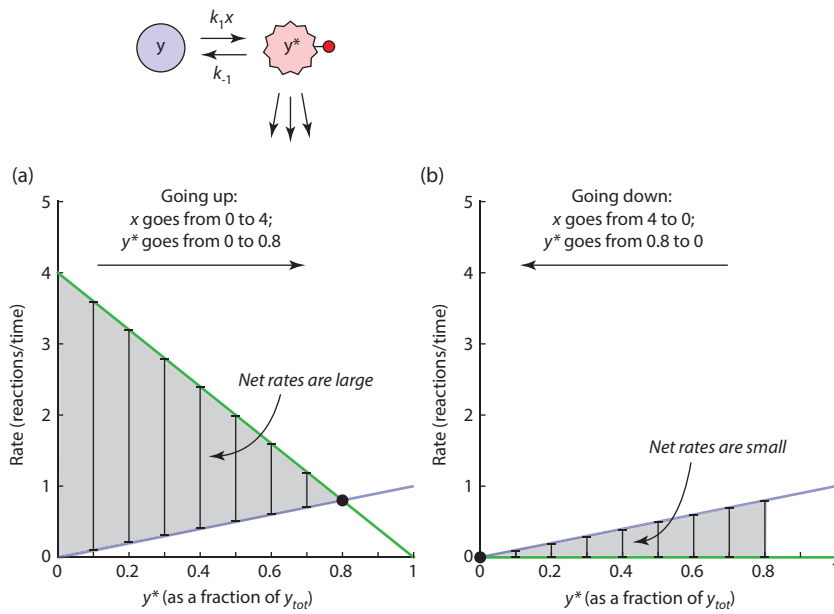 y
k₁x
k₋₁
y*
(a)
Going up:
x goes from 0 to 4;
y* goes from 0 to 0.8
5
4
3
2
1
0
Rate (reactions/time)
Net rates are large
0
0.2
0.4
0.6
0.8
1
y* (as a fraction of yₜₒₜ)
(b)
Going down:
x goes from 4 to 0;
y* goes from 0.8 to 0
5
4
3
2
1
0
Rate (reactions/time)
Net rates are small
0
0.2
0.4
0.6
0.8
1
y* (as a fraction of yₜₒₜ)